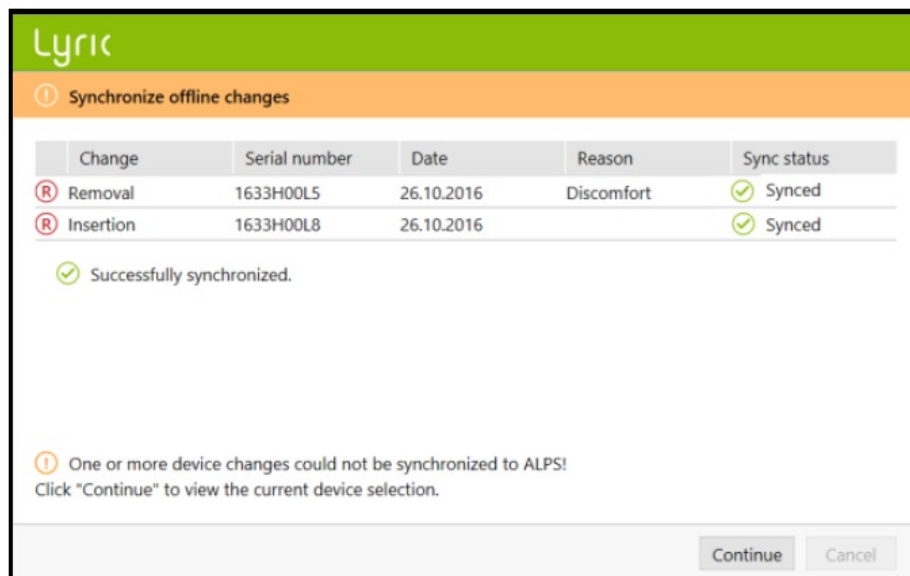 Lyric
! Synchronize offline changes
Change Serial number Date Reason Sync status
R Removal 1633H00L5 26.10.2016 Discomfort Synced
R Insertion 1633H00L8 26.10.2016 Synced
Successfully synchronized.
! One or more device changes could not be synchronized to ALPS!
Click "Continue" to view the current device selection.
Continue Cancel